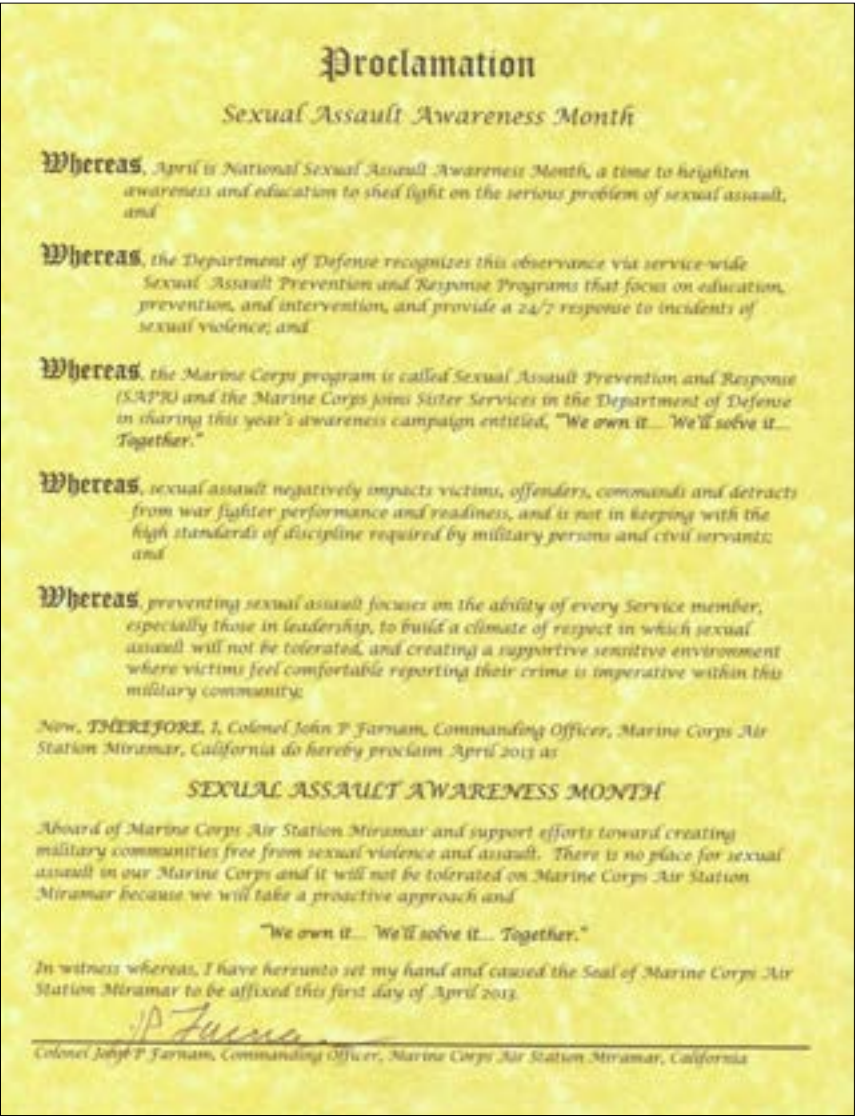 Proclamation
Sexual Assault Awareness Month
Whereas, April is National Sexual Assault Awareness Month, a time to heighten
awareness and education to shed light on the serious problem of sexual assault,
and
Whereas, the Department of Defense recognizes this observance via service-wide
Sexual Assault Prevention and Response Programs that focus on education,
prevention, and intervention, and provide a 24/7 response to incidents of
sexual violence; and
Whereas, the Marine Corps program is called Sexual Assault Prevention and Response
(SAPR) and the Marine Corps joins Sister Services in the Department of Defense
in sharing this year's awareness campaign entitled, "We own it... We'll solve it...
Together."
Whereas, sexual assault negatively impacts victims, offenders, commands and detracts
from war fighter performance and readiness, and is not in keeping with the
high standards of discipline required by military persons and civil servants;
and
Whereas, preventing sexual assault focuses on the ability of every Service member,
especially those in leadership, to build a climate of respect in which sexual
assault will not be tolerated, and creating a supportive sensitive environment
where victims feel comfortable reporting their crime is imperative within this
military community;
Now, THEREFORE, I, Colonel John P Farnam, Commanding Officer, Marine Corps Air
Station Miramar, California do hereby proclaim April 2013 as
SEXUAL ASSAULT AWARENESS MONTH
Aboard of Marine Corps Air Station Miramar and support efforts toward creating
military communities free from sexual violence and assault. There is no place for sexual
assault in our Marine Corps and it will not be tolerated on Marine Corps Air Station
Miramar because we will take a proactive approach and
"We own it... We'll solve it... Together."
In witness whereas, I have hereunto set my hand and caused the Seal of Marine Corps Air
Station Miramar to be affixed this first day of April 2013.
Colonel John P Farnam, Commanding Officer, Marine Corps Air Station Miramar, California